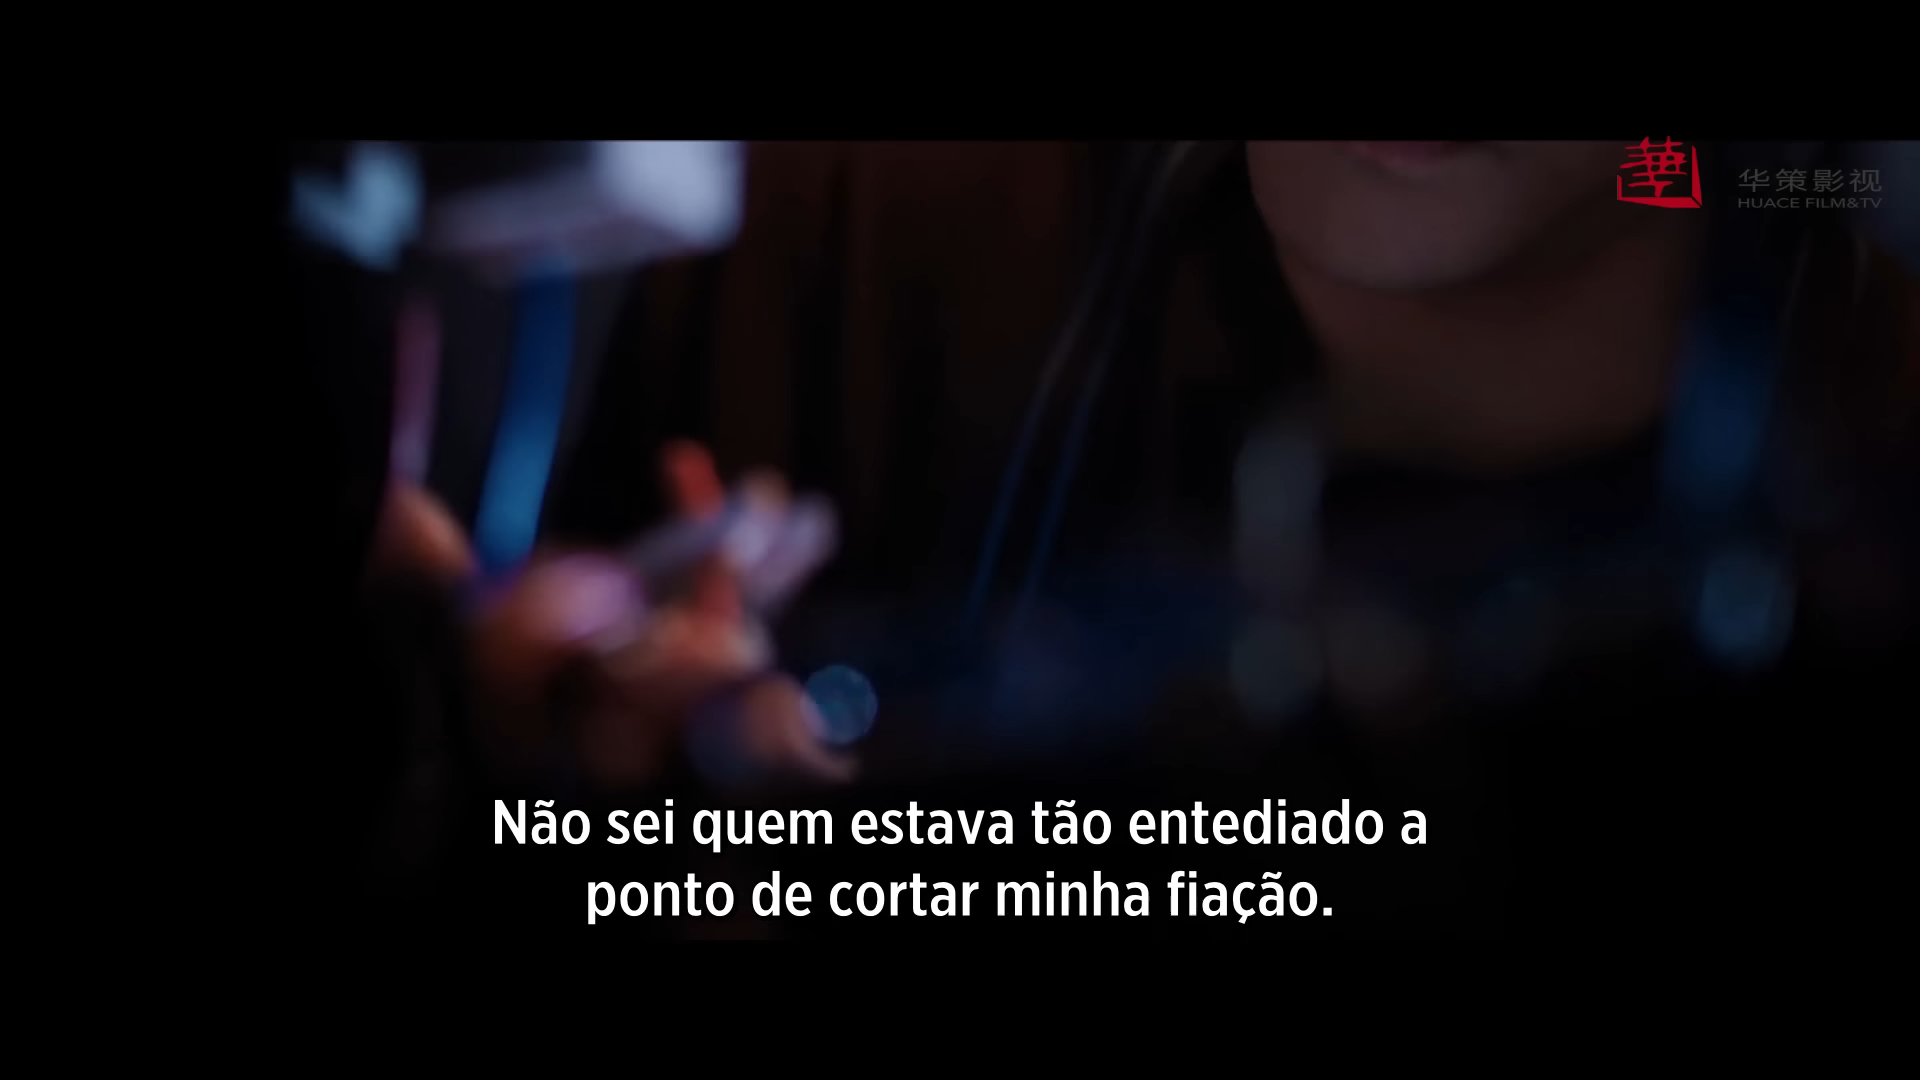 華
华策影视
HUACE FILM&TV
Não sei quem estava tão entediado a
ponto de cortar minha fiação.